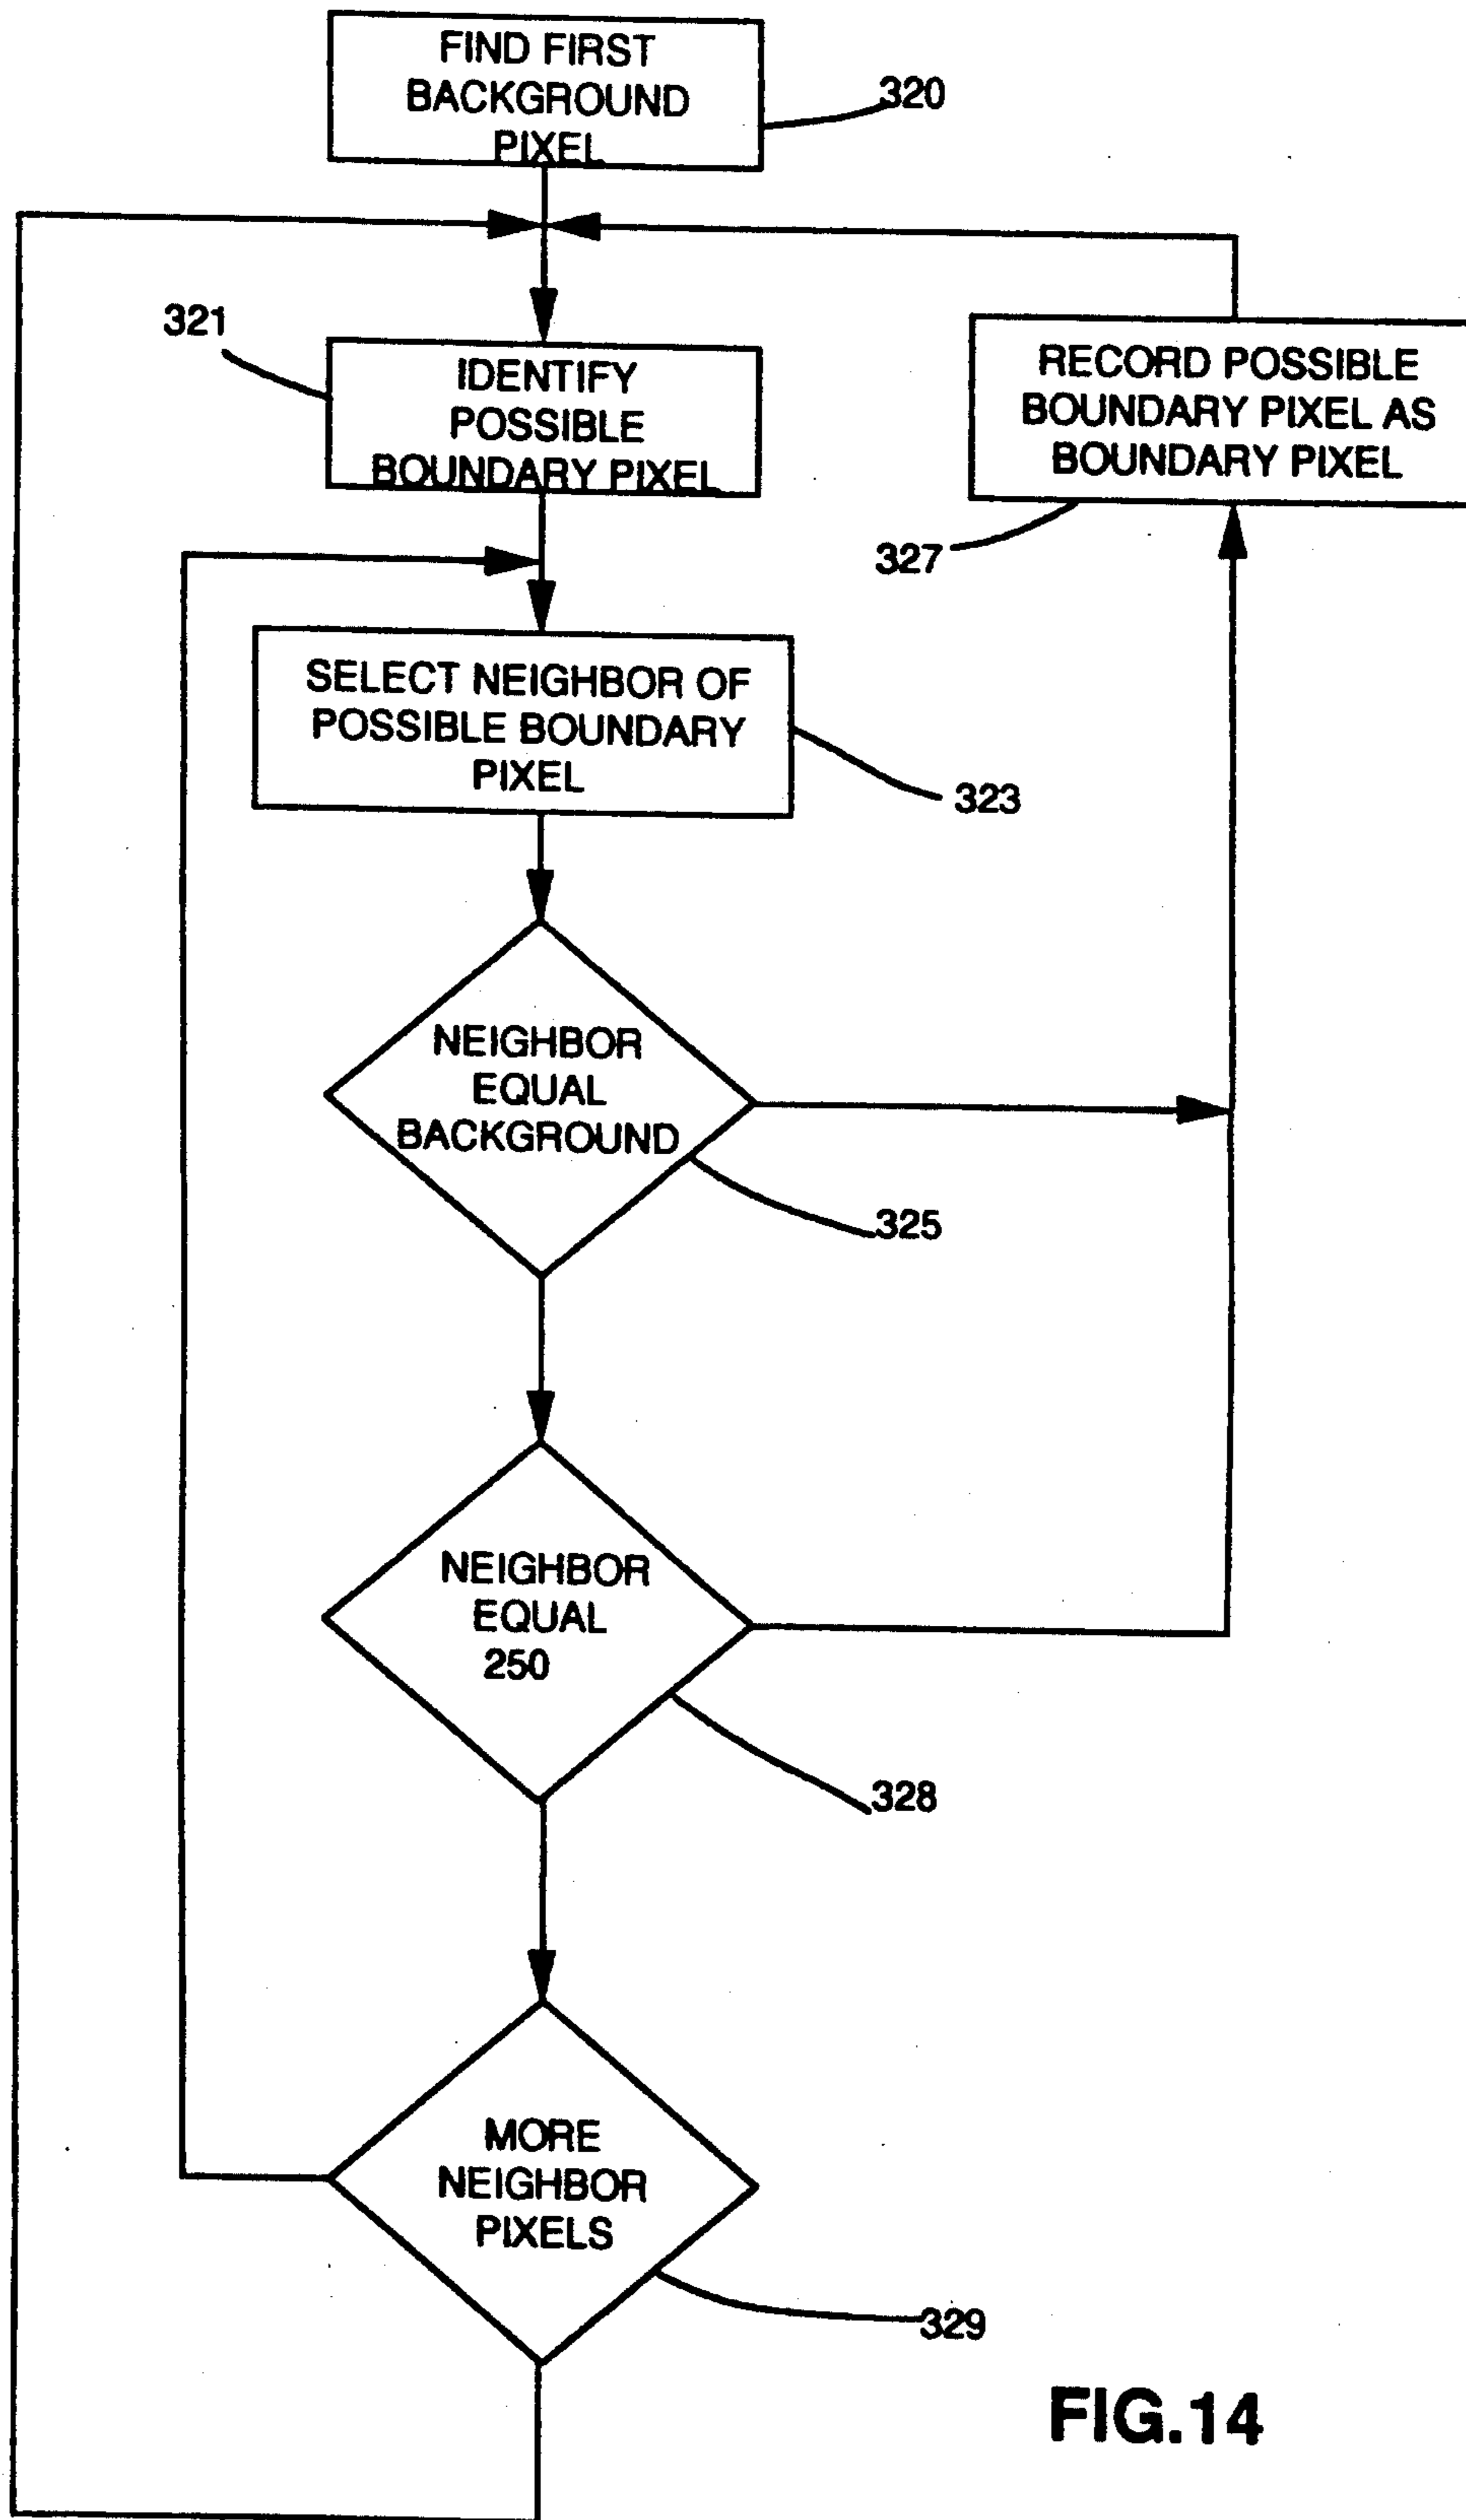 FIND FIRST
BACKGROUND
PIXEL
320
321
IDENTIFY
POSSIBLE
BOUNDARY PIXEL
RECORD POSSIBLE
BOUNDARY PIXEL AS
BOUNDARY PIXEL
327
SELECT NEIGHBOR OF
POSSIBLE BOUNDARY
PIXEL
323
NEIGHBOR
EQUAL
BACKGROUND
325
NEIGHBOR
EQUAL
250
328
MORE
NEIGHBOR
PIXELS
329
FIG.14